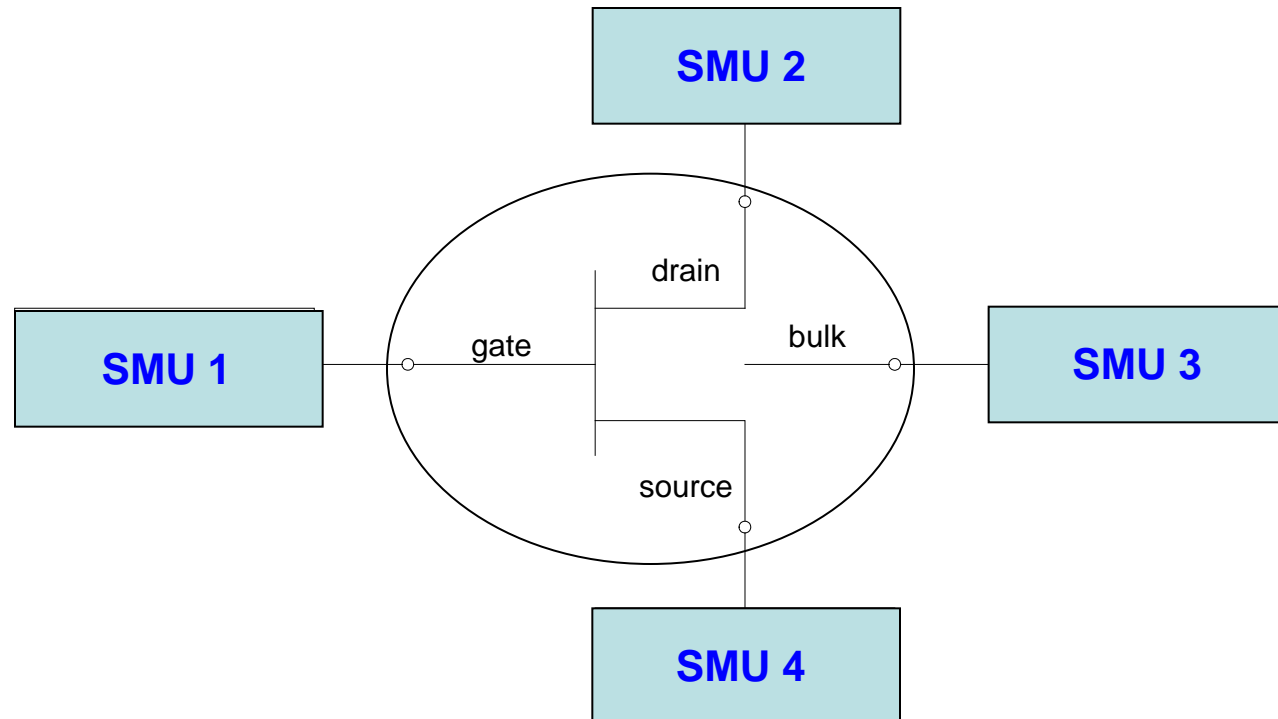 SMU 2
drain
gate
bulk
SMU 1
SMU 3
source
SMU 4